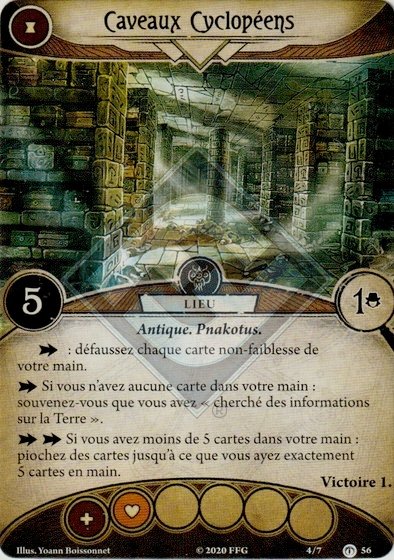 Caveaux Cyclopéens
5
LIEU
1
Antique. Pnakotus.
: défaussez chaque carte non-faiblesse de
votre main.
Si vous n'avez aucune carte dans votre main :
souvenez-vous que vous avez « cherché des informations
sur la Terre ».
Si vous avez moins de 5 cartes dans votre main :
piochez des cartes jusqu'à ce que vous ayez exactement
5 cartes en main.
Victoire 1.
®
Illus. Yoann Boissonnet
© 2020 FFG
4/7
56